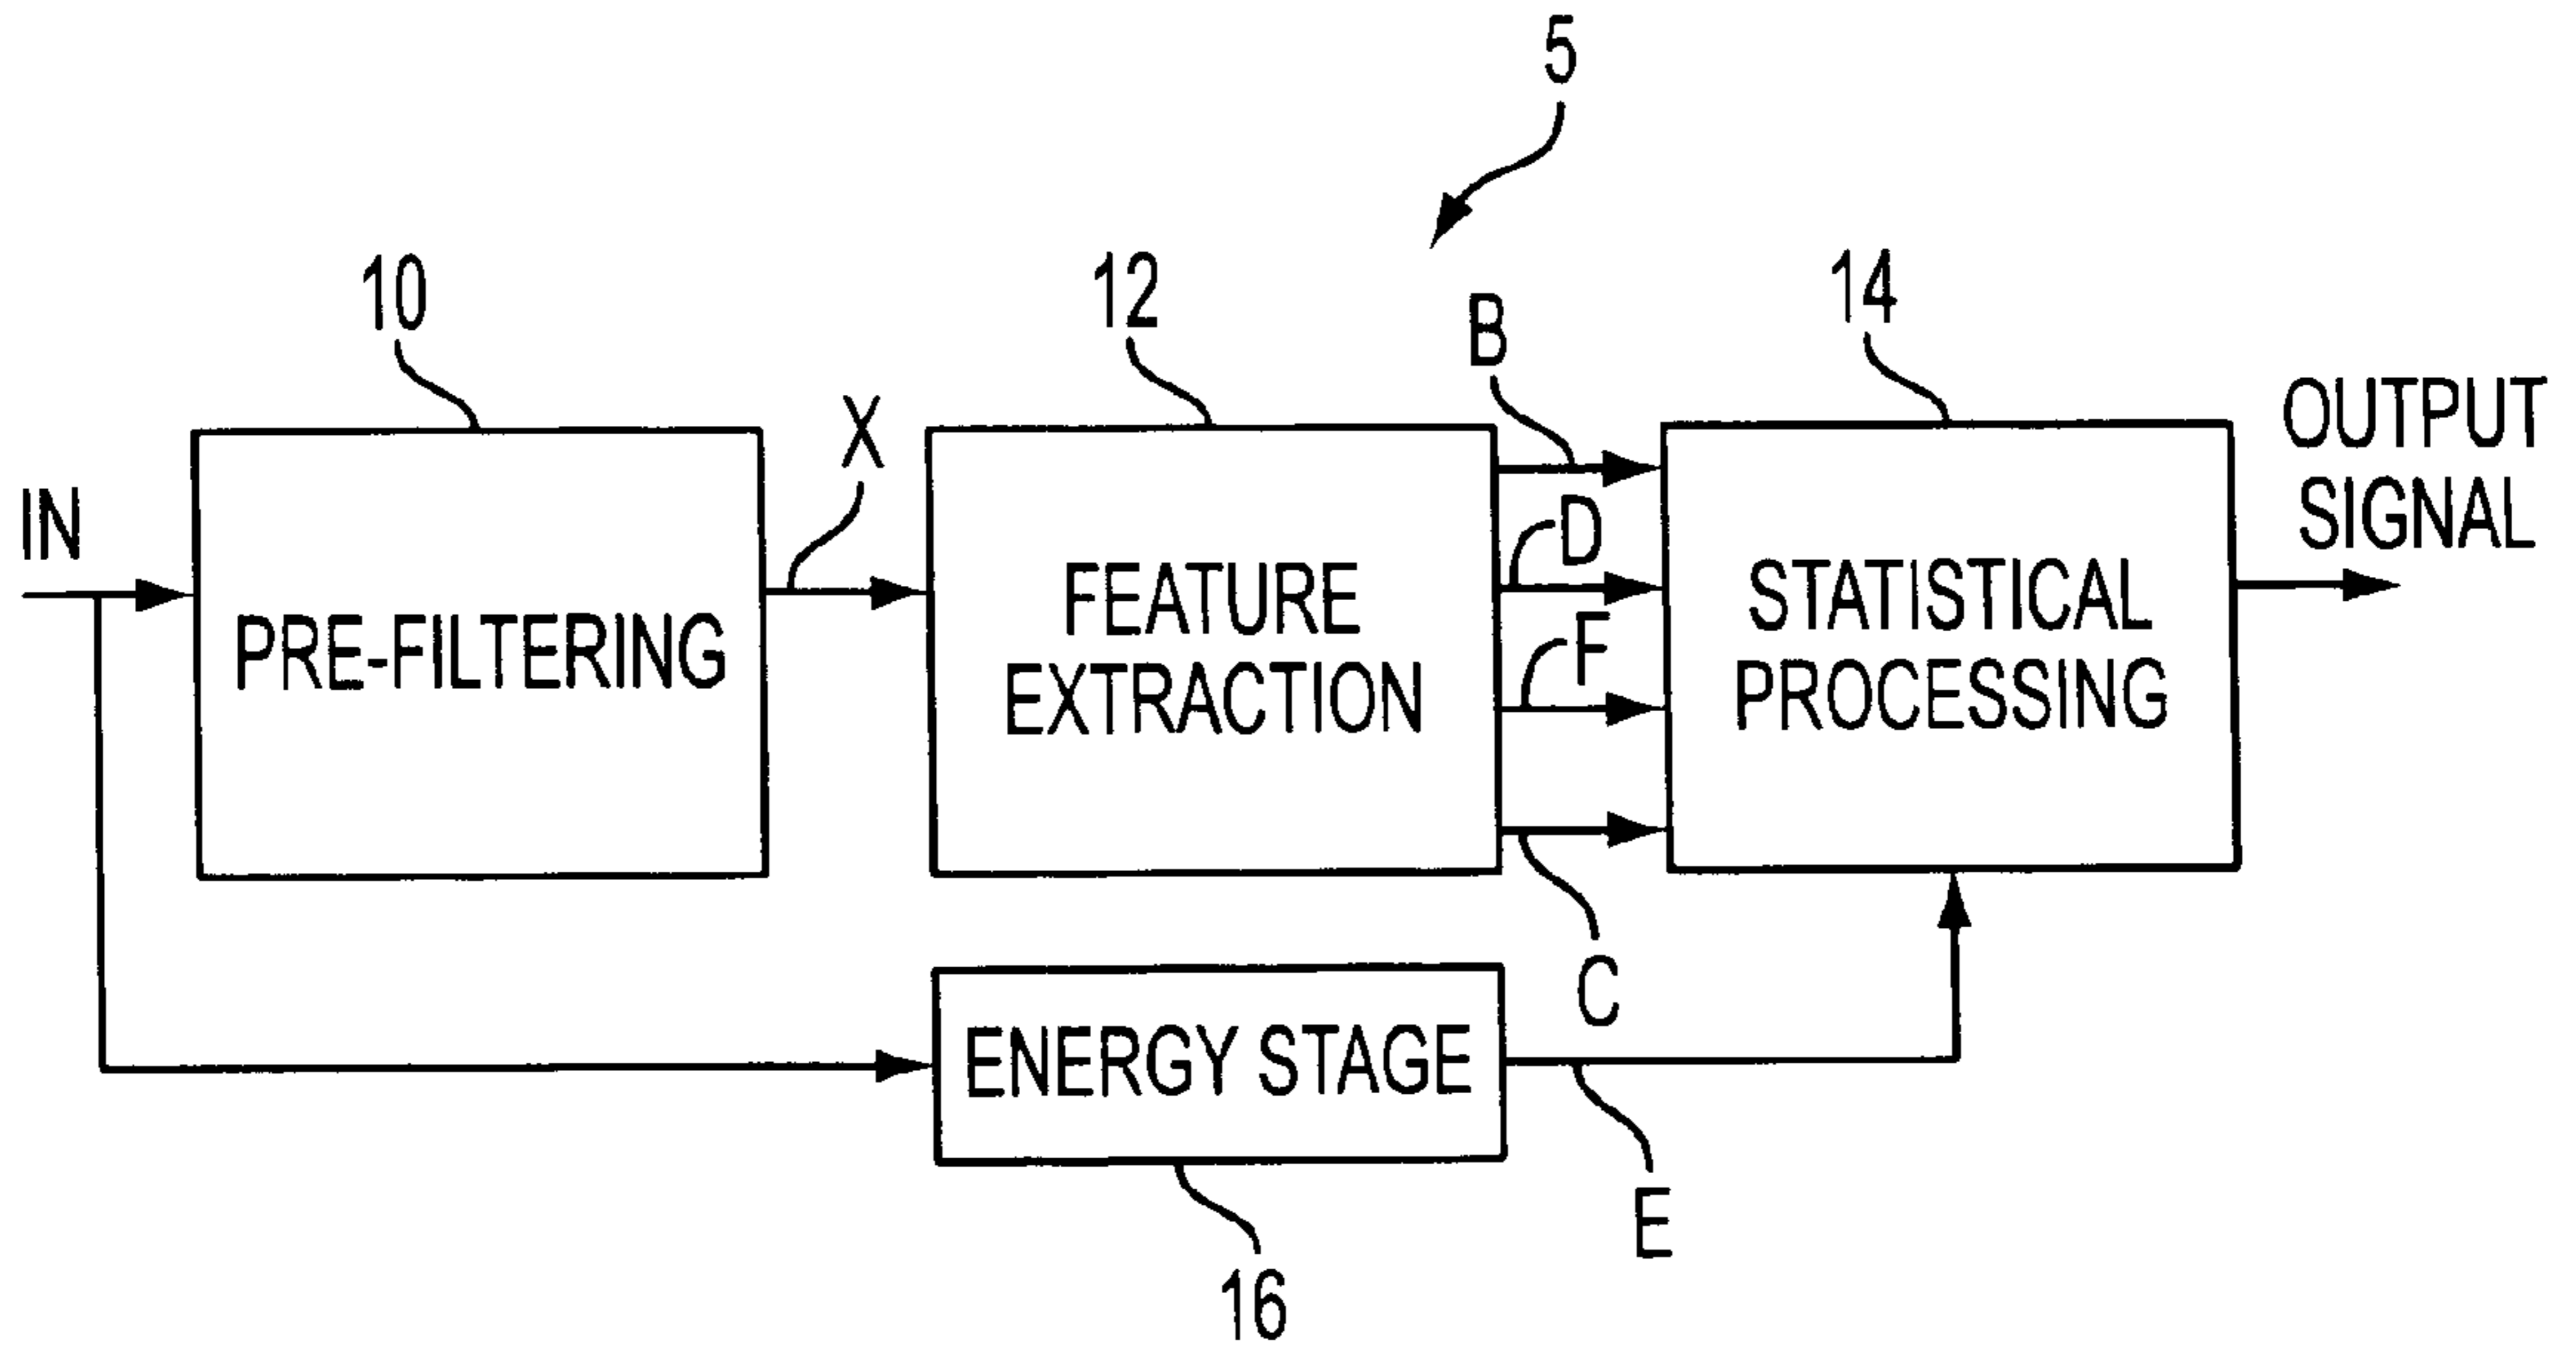 5
10
12
14
B
X
OUTPUT
SIGNAL
IN
D
F
PRE-FILTERING
FEATURE
EXTRACTION
STATISTICAL
PROCESSING
C
ENERGY STAGE
E
16